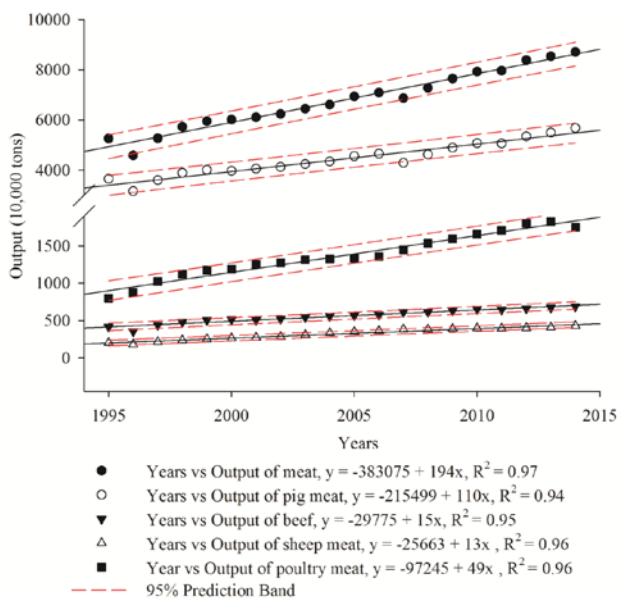 10000
8000
6000
4000
Output (10,000 tons)
1500
1000
500
0
1995 2000 2005 2010 2015
Years
Years vs Output of meat, y = -383075 + 194x, R² = 0.97
Years vs Output of pig meat, y = -215499 + 110x, R² = 0.94
Years vs Output of beef, y = -29775 + 15x, R² = 0.95
Years vs Output of sheep meat, y = -25663 + 13x , R² = 0.96
Year vs Output of poultry meat, y = -97245 + 49x, R² = 0.96
95% Prediction Band